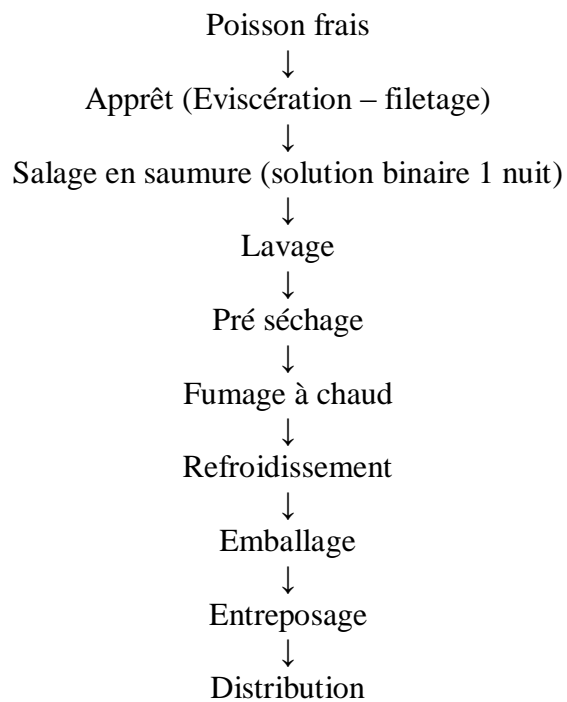 Poisson frais
↓
Apprêt (Eviscération – filetage)
↓
Salage en saumure (solution binaire 1 nuit)
↓
Lavage
↓
Pré séchage
↓
Fumage à chaud
↓
Refroidissement
↓
Emballage
↓
Entreposage
↓
Distribution